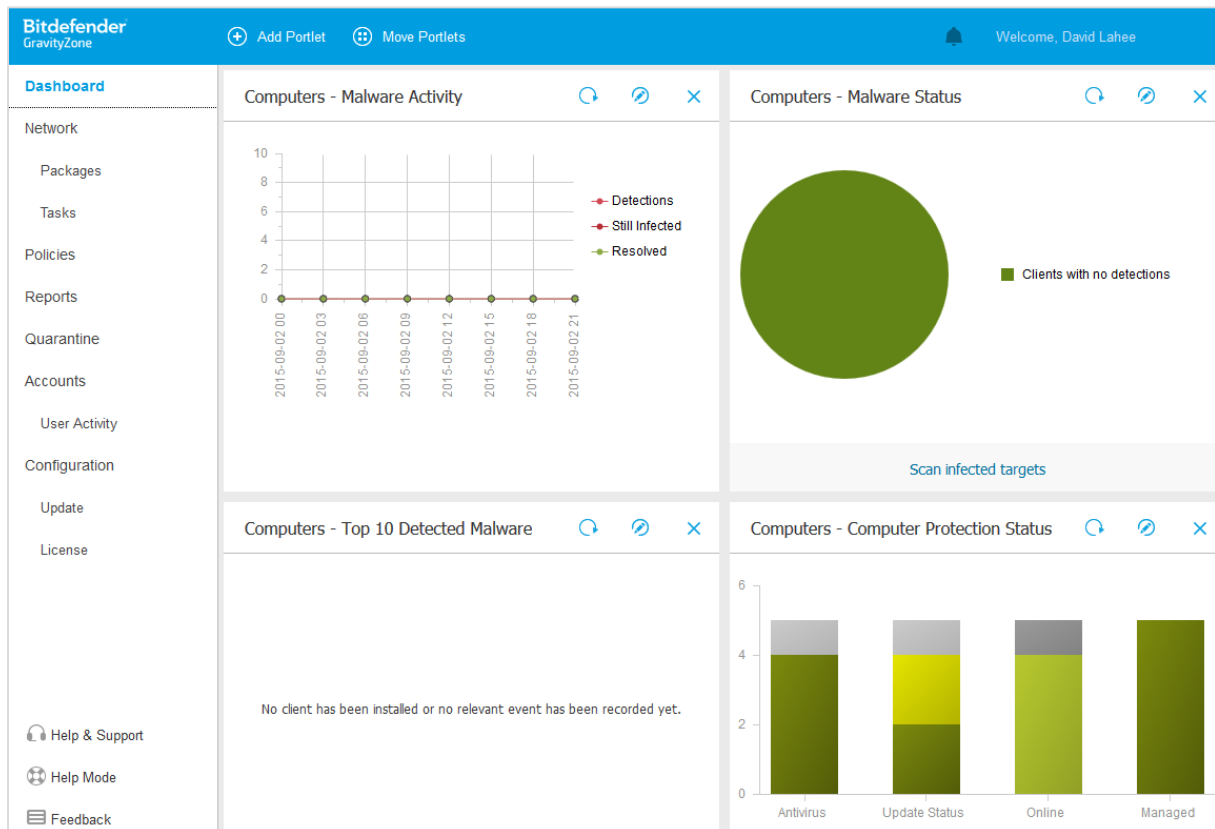 Bitdefender
GravityZone
Add Portlet
Move Portlets
Welcome, David Lahee
Dashboard
Network
Packages
Tasks
Policies
Reports
Quarantine
Accounts
User Activity
Configuration
Update
License
Help & Support
Help Mode
Feedback
Computers - Malware Activity
10
8
6
4
2
0
2015-09-02 00
2015-09-02 03
2015-09-02 06
2015-09-02 09
2015-09-02 12
2015-09-02 15
2015-09-02 18
2015-09-02 21
Detections
Still Infected
Resolved
Computers - Malware Status
Clients with no detections
Scan infected targets
Computers - Top 10 Detected Malware
No client has been installed or no relevant event has been recorded yet.
Computers - Computer Protection Status
6
4
2
0
Antivirus
Update Status
Online
Managed